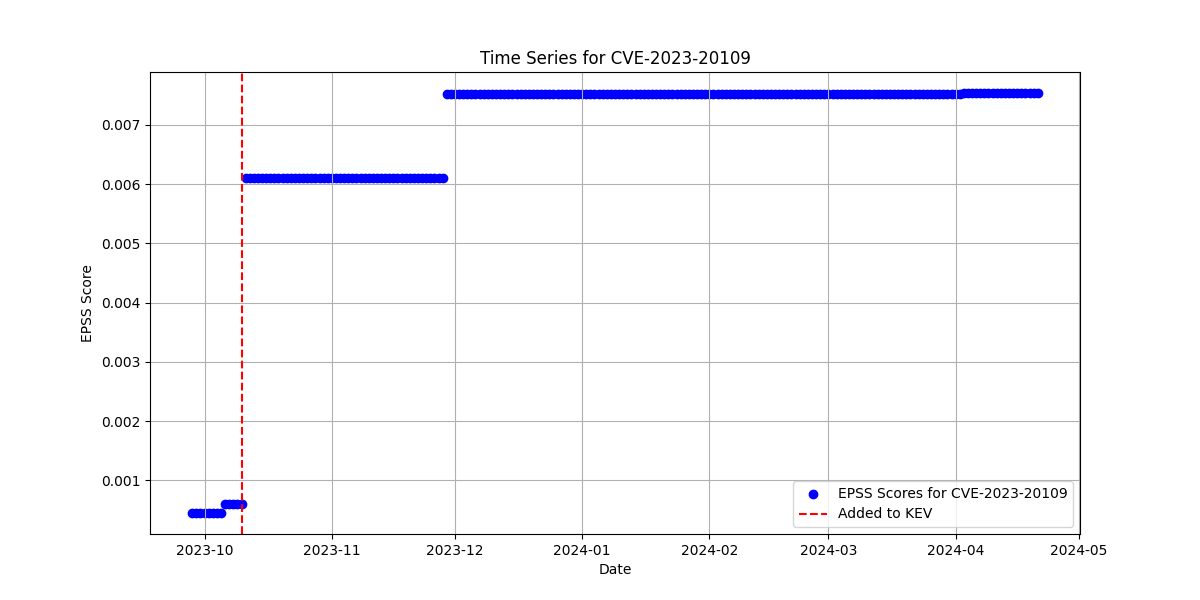 Time Series for CVE-2023-20109
EPSS Score
0.007
0.006
0.005
0.004
0.003
0.002
0.001
EPSS Scores for CVE-2023-20109
Added to KEV
2023-10 2023-11 2023-12 2024-01 2024-02 2024-03 2024-04 2024-05
Date